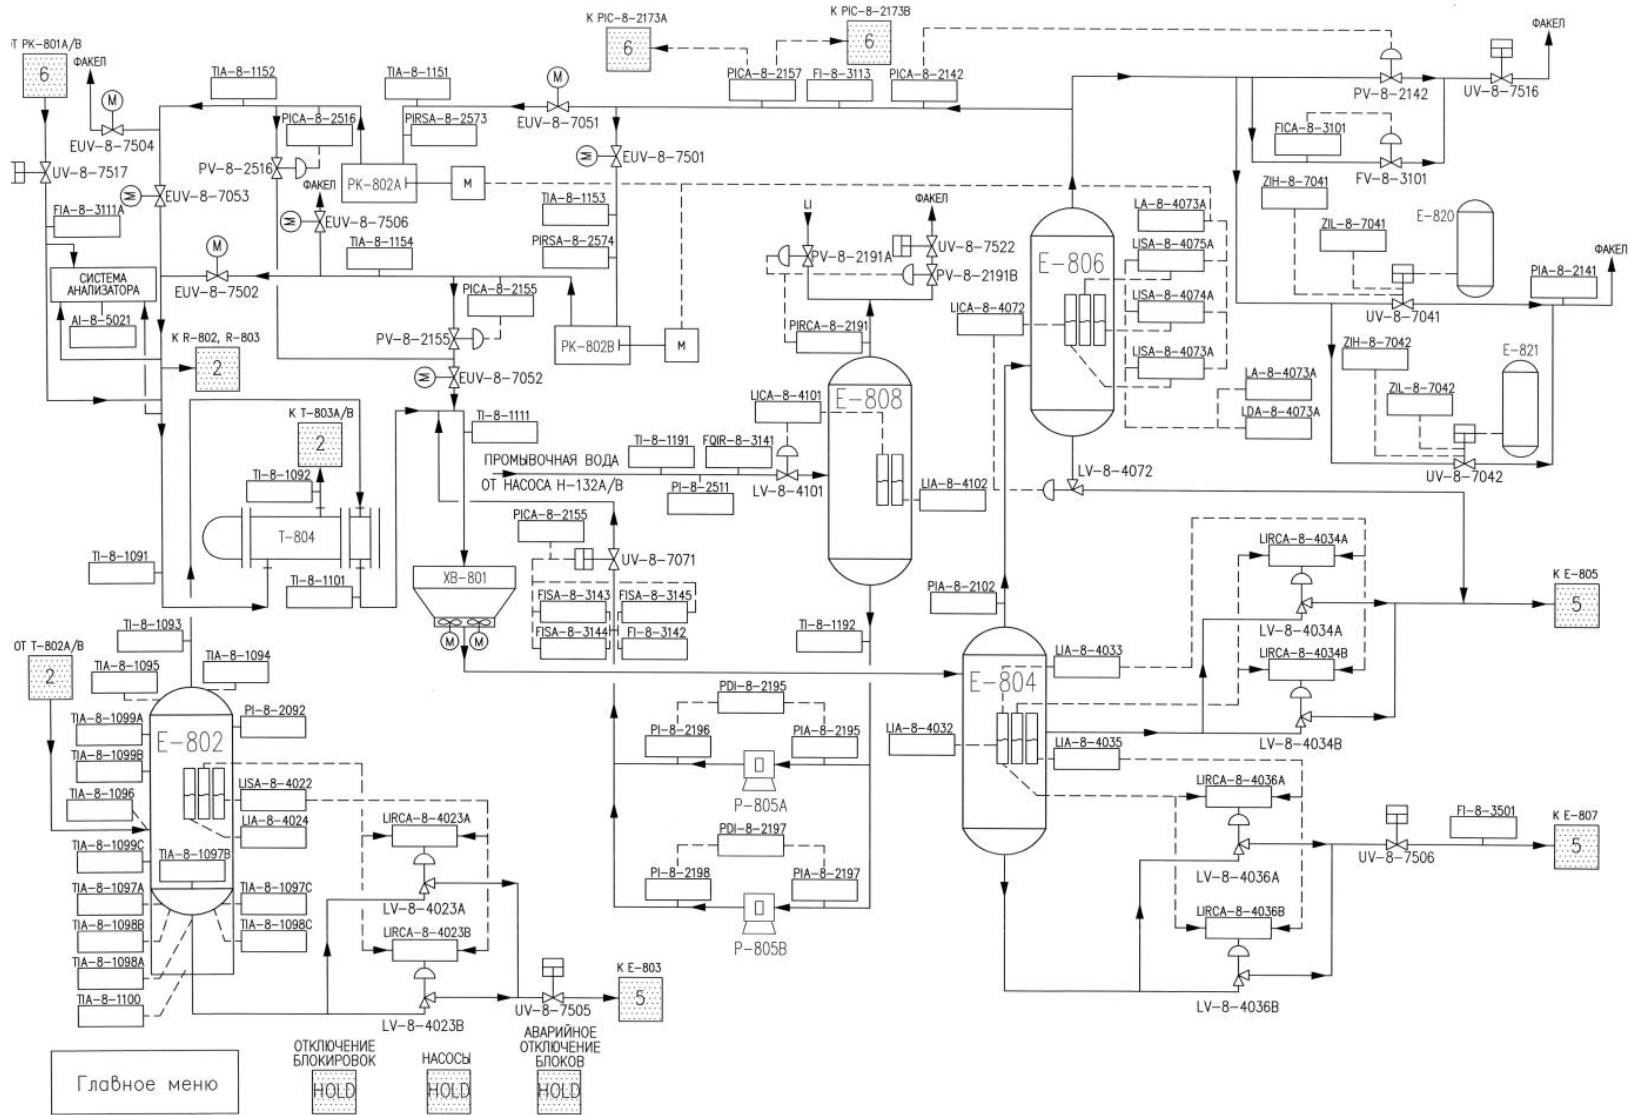 К PIC-8-2173A
6
К PIC-8-2173B
6
ФАКЕЛ
ОТ РК-801А/В
6
ФАКЕЛ
TIA-8-1152
TIA-8-1151
M
EUV-8-7051
PICA-8-2157
FI-8-3113
PICA-8-2142
PV-8-2142
UV-8-7516
M
EUV-8-7504
PICA-8-2516
PIRSA-8-2573
M
EUV-8-7501
FICA-8-3101
FV-8-3101
UV-8-7517
PV-8-2516
РК-802А
M
M
EUV-8-7053
ФАКЕЛ
M
EUV-8-7506
TIA-8-1153
LI
ФАКЕЛ
LA-8-4073A
ZIH-8-7041
E-820
FIA-8-3111A
TIA-8-1154
PIRSA-8-2574
UV-8-7522
PV-8-2191A
PV-8-2191B
E-806
LISA-8-4075A
ZIL-8-7041
ФАКЕЛ
СИСТЕМА
АНАЛИЗАТОРА
M
EUV-8-7502
PICA-8-2155
LICA-8-4072
LISA-8-4074A
UV-8-7041
PIA-8-2141
AI-8-5021
PV-8-2155
РК-802В
M
PIRCA-8-2191
К R-802, R-803
2
LISA-8-4073A
ZIH-8-7042
E-821
M
EUV-8-7052
LA-8-4073A
ZIL-8-7042
К Т-803А/В
2
TI-8-1111
LICA-8-4101
E-808
LDA-8-4073A
ПРОМЫВОЧНАЯ ВОДА
ОТ НАСОСА Н-132А/В
TI-8-1191
FQIR-8-3141
PI-8-2511
LV-8-4101
LIA-8-4102
LV-8-4072
UV-8-7042
TI-8-1092
T-804
PICA-8-2155
UV-8-7071
LIRCA-8-4034A
TI-8-1091
TI-8-1101
ХВ-801
M
M
FISA-8-3143
FISA-8-3145
FISA-8-3144
FI-8-3142
PIA-8-2102
LV-8-4034A
К Е-805
5
TI-8-1093
TI-8-1192
LIRCA-8-4034B
ОТ Т-802А/В
2
TIA-8-1095
TIA-8-1094
E-804
LIA-8-4033
PDI-8-2195
TIA-8-1099A
PI-8-2092
E-802
PI-8-2196
PIA-8-2195
LIA-8-4032
LIA-8-4035
LV-8-4034B
TIA-8-1099B
LISA-8-4022
P-805A
LIRCA-8-4036A
TIA-8-1096
LIA-8-4024
LIRCA-8-4023A
PDI-8-2197
FI-8-3501
К Е-807
5
UV-8-7506
TIA-8-1099C
TIA-8-1097B
LV-8-4036A
TIA-8-1097A
TIA-8-1097C
PI-8-2198
PIA-8-2197
LV-8-4023A
LIRCA-8-4036B
TIA-8-1098B
TIA-8-1098C
LIRCA-8-4023B
P-805B
TIA-8-1098A
К Е-803
5
TIA-8-1100
UV-8-7505
LV-8-4023B
LV-8-4036B
Главное меню
ОТКЛЮЧЕНИЕ
БЛОКИРОВОК
HOLD
НАСОСЫ
HOLD
АВАРИЙНОЕ
ОТКЛЮЧЕНИЕ
БЛОКОВ
HOLD